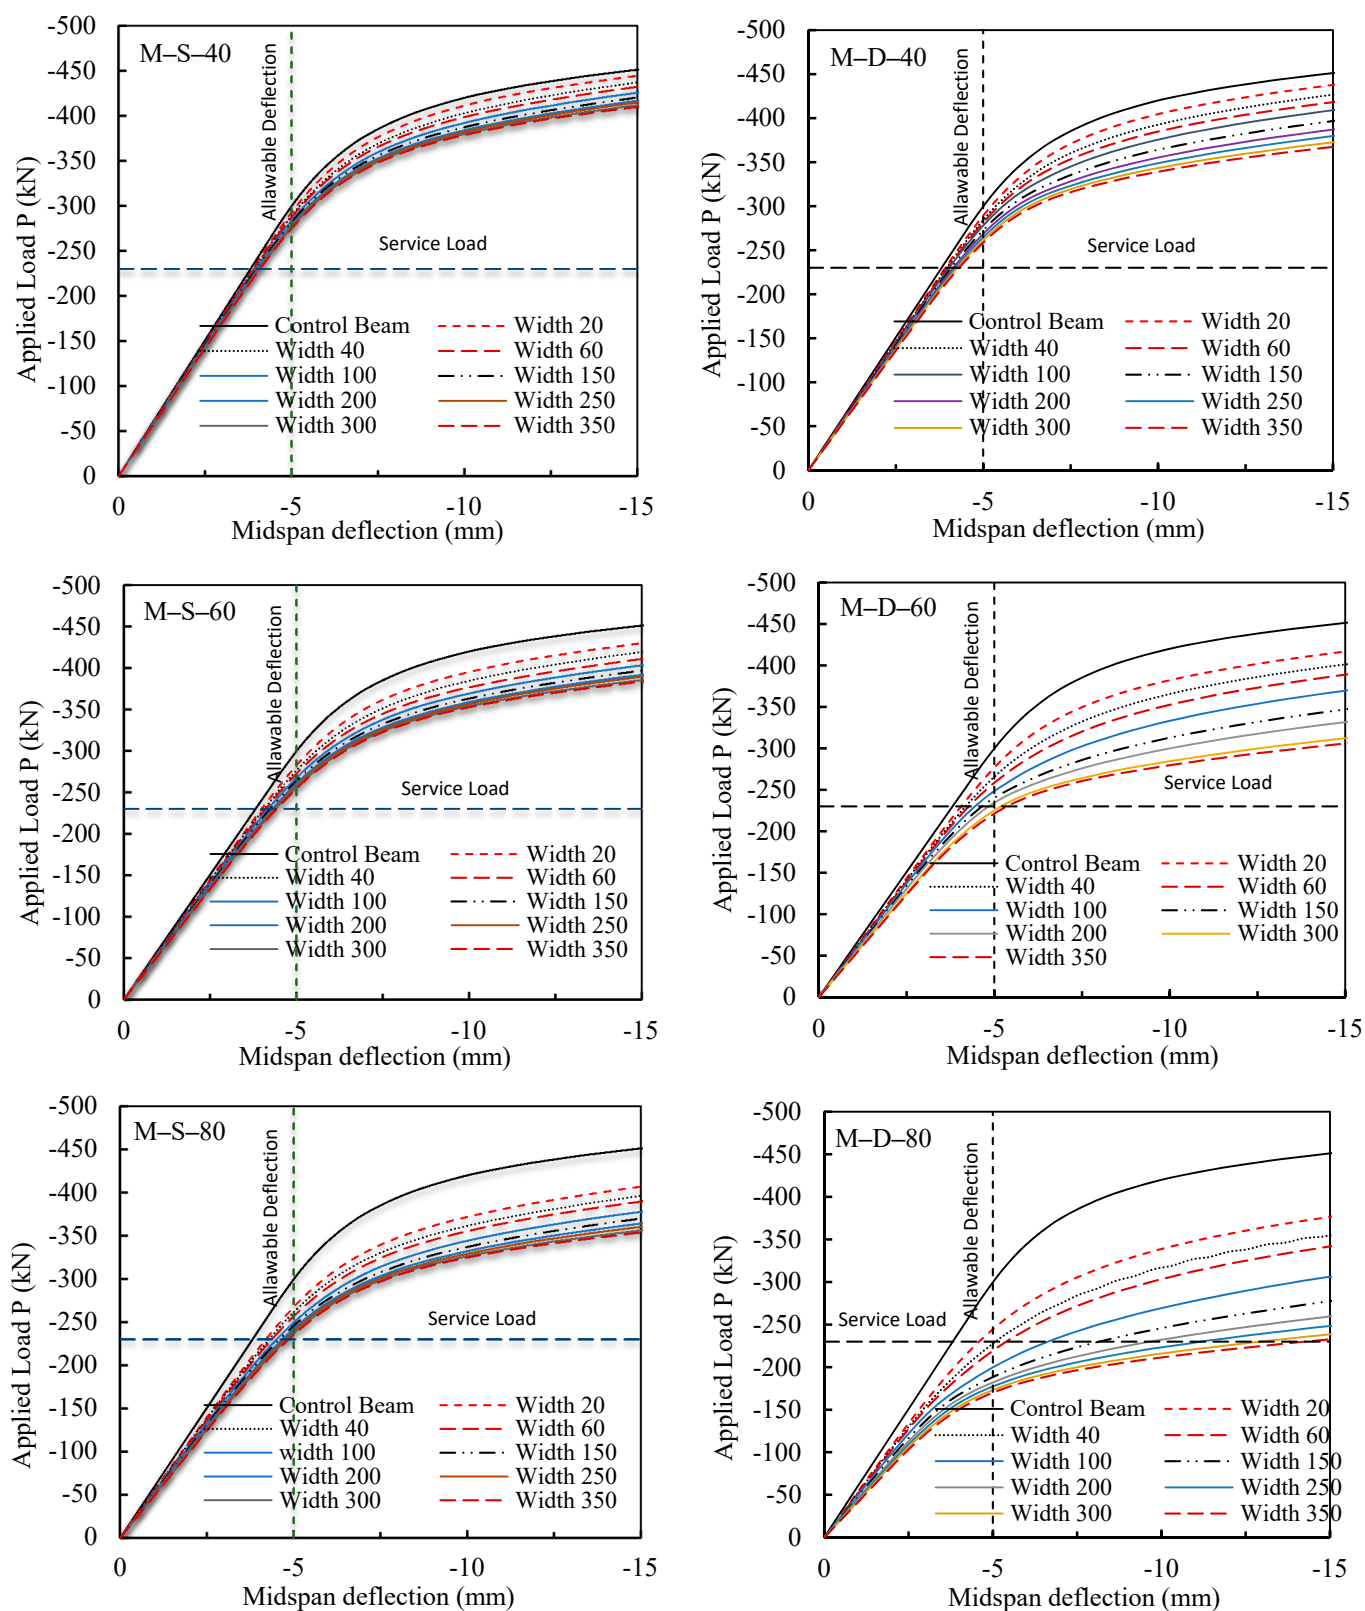 M–S–40
-500
-450
-400
-350
-300
-250
-200
-150
-100
-50
0
Applied Load P (kN)
Allawable Deflection
Service Load
Control Beam
Width 20
Width 40
Width 60
Width 100
Width 150
Width 200
Width 250
Width 300
Width 350
0
-5
-10
-15
Midspan deflection (mm)
M–D–40
-500
-450
-400
-350
-300
-250
-200
-150
-100
-50
0
Applied Load P (kN)
Allawable Deflection
Service Load
Control Beam
Width 20
Width 40
Width 60
Width 100
Width 150
Width 200
Width 250
Width 300
Width 350
0
-5
-10
-15
Midspan deflection (mm)
M–S–60
-500
-450
-400
-350
-300
-250
-200
-150
-100
-50
0
Applied Load P (kN)
Allawable Deflection
Service Load
Control Beam
Width 20
Width 40
Width 60
Width 100
Width 150
Width 200
Width 250
Width 300
Width 350
0
-5
-10
-15
Midspan deflection (mm)
M–D–60
-500
-450
-400
-350
-300
-250
-200
-150
-100
-50
0
Applied Load P (kN)
Allawable Deflection
Service Load
Control Beam
Width 20
Width 40
Width 60
Width 100
Width 150
Width 200
Width 300
Width 350
0
-5
-10
-15
Midspan deflection (mm)
M–S–80
-500
-450
-400
-350
-300
-250
-200
-150
-100
-50
0
Applied Load P (kN)
Allawable Deflection
Service Load
Control Beam
Width 20
Width 40
Width 60
width 100
Width 150
Width 200
Width 250
Width 300
Width 350
0
-5
-10
-15
Midspan deflection (mm)
M–D–80
-500
-450
-400
-350
-300
-250
-200
-150
-100
-50
0
Applied Load P (kN)
Allawable Deflection
Service Load
Control Beam
Width 20
Width 40
Width 60
Width 100
Width 150
Width 200
Width 250
Width 300
Width 350
0
-5
-10
-15
Midspan deflection (mm)